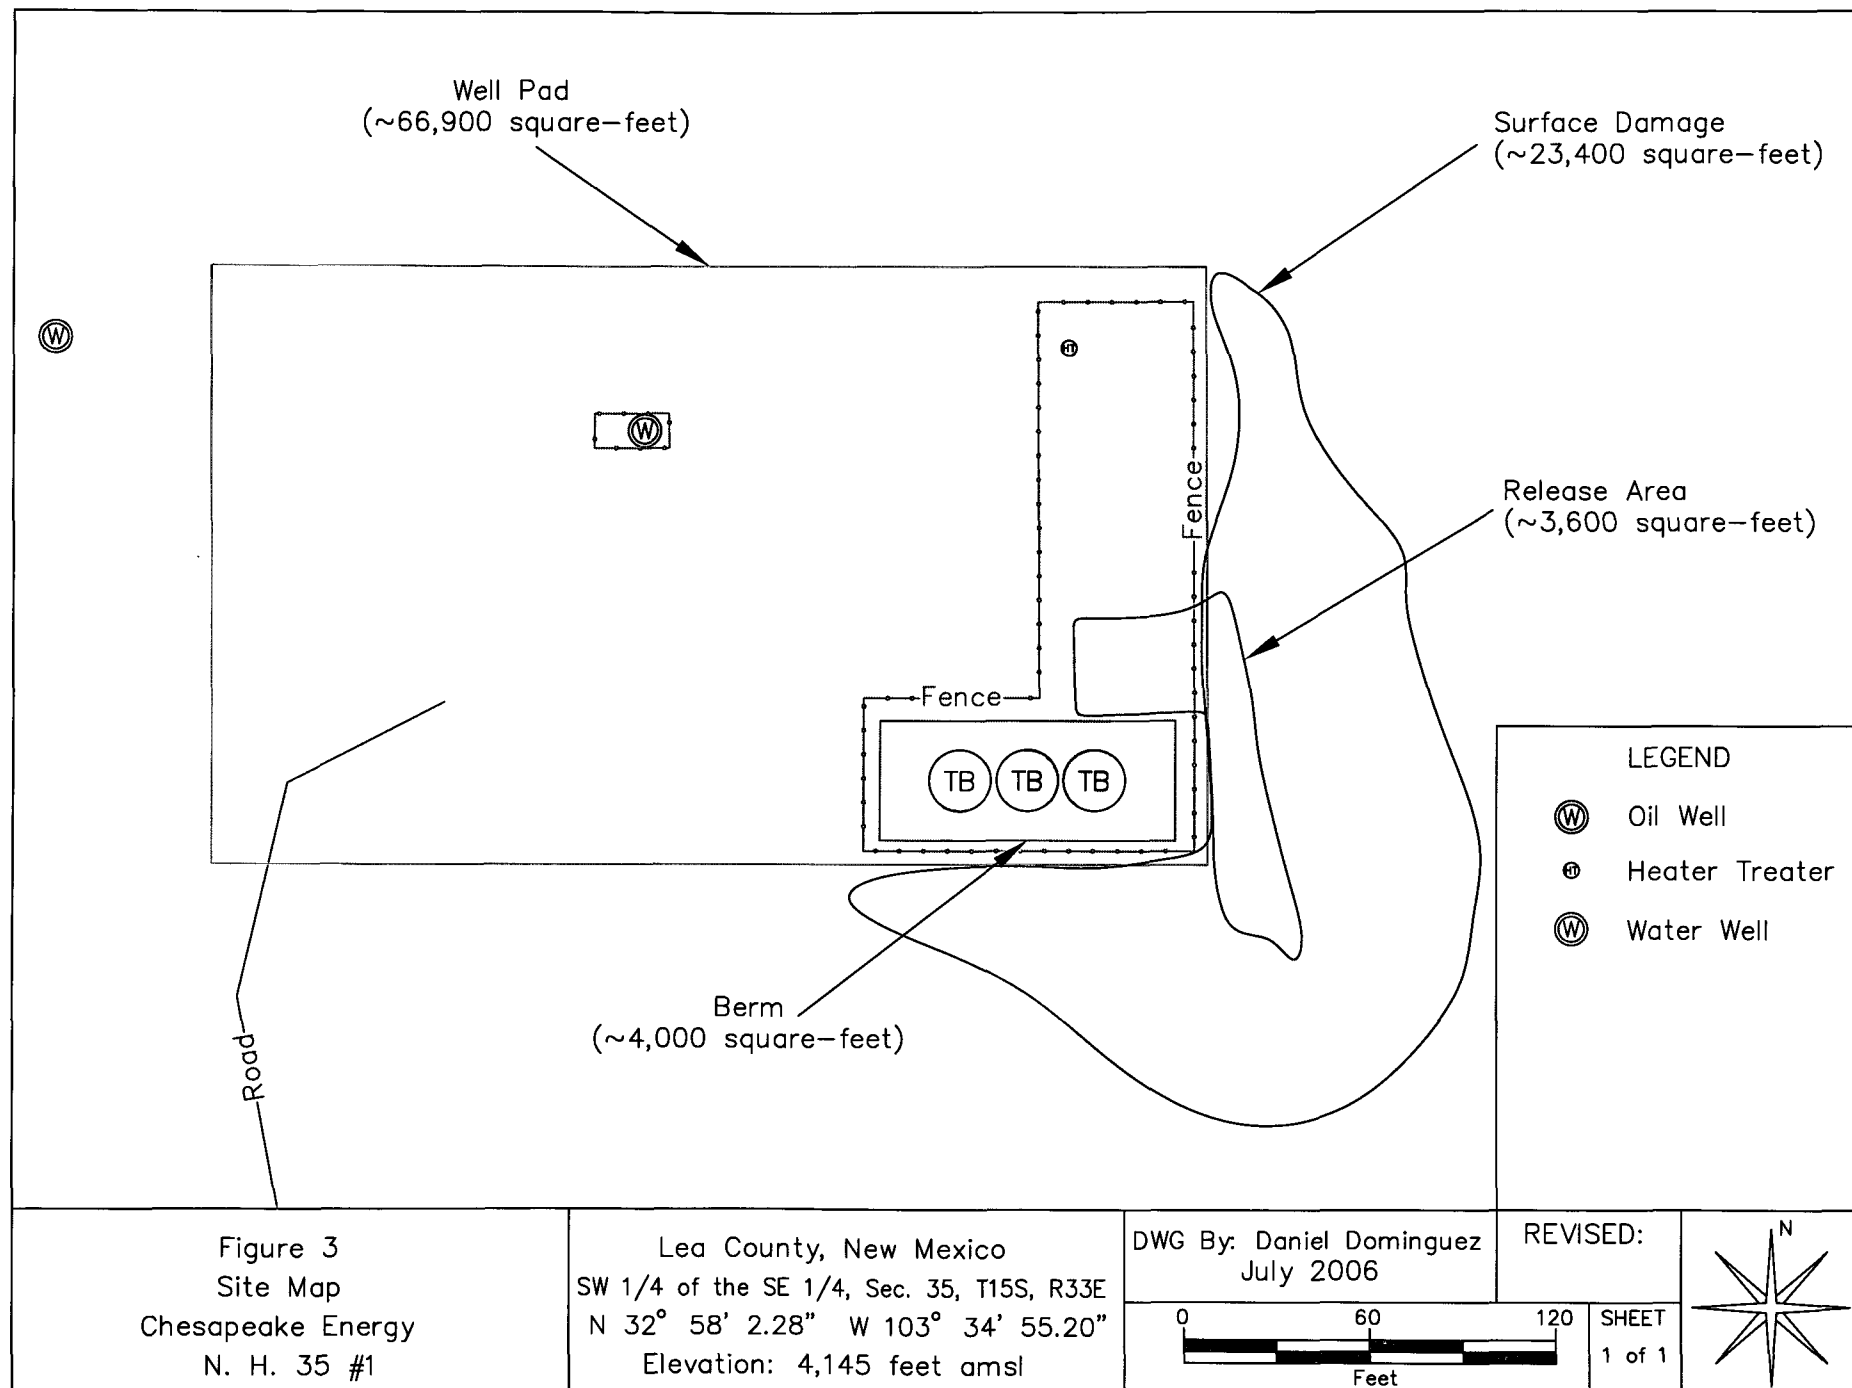 Well Pad
(~66,900 square-feet)
Surface Damage
(~23,400 square-feet)
W
HT
W
Fence
Release Area
(~3,600 square-feet)
Fence
TB TB TB
LEGEND
W Oil Well
HT Heater Treater
W Water Well
Berm
(~4,000 square-feet)
Road
Figure 3
Site Map
Chesapeake Energy
N. H. 35 #1
Lea County, New Mexico
SW 1/4 of the SE 1/4, Sec. 35, T15S, R33E
N 32° 58' 2.28" W 103° 34' 55.20"
Elevation: 4,145 feet amsl
DWG By: Daniel Dominguez
July 2006
REVISED:
0 60 120
Feet
SHEET
1 of 1
N